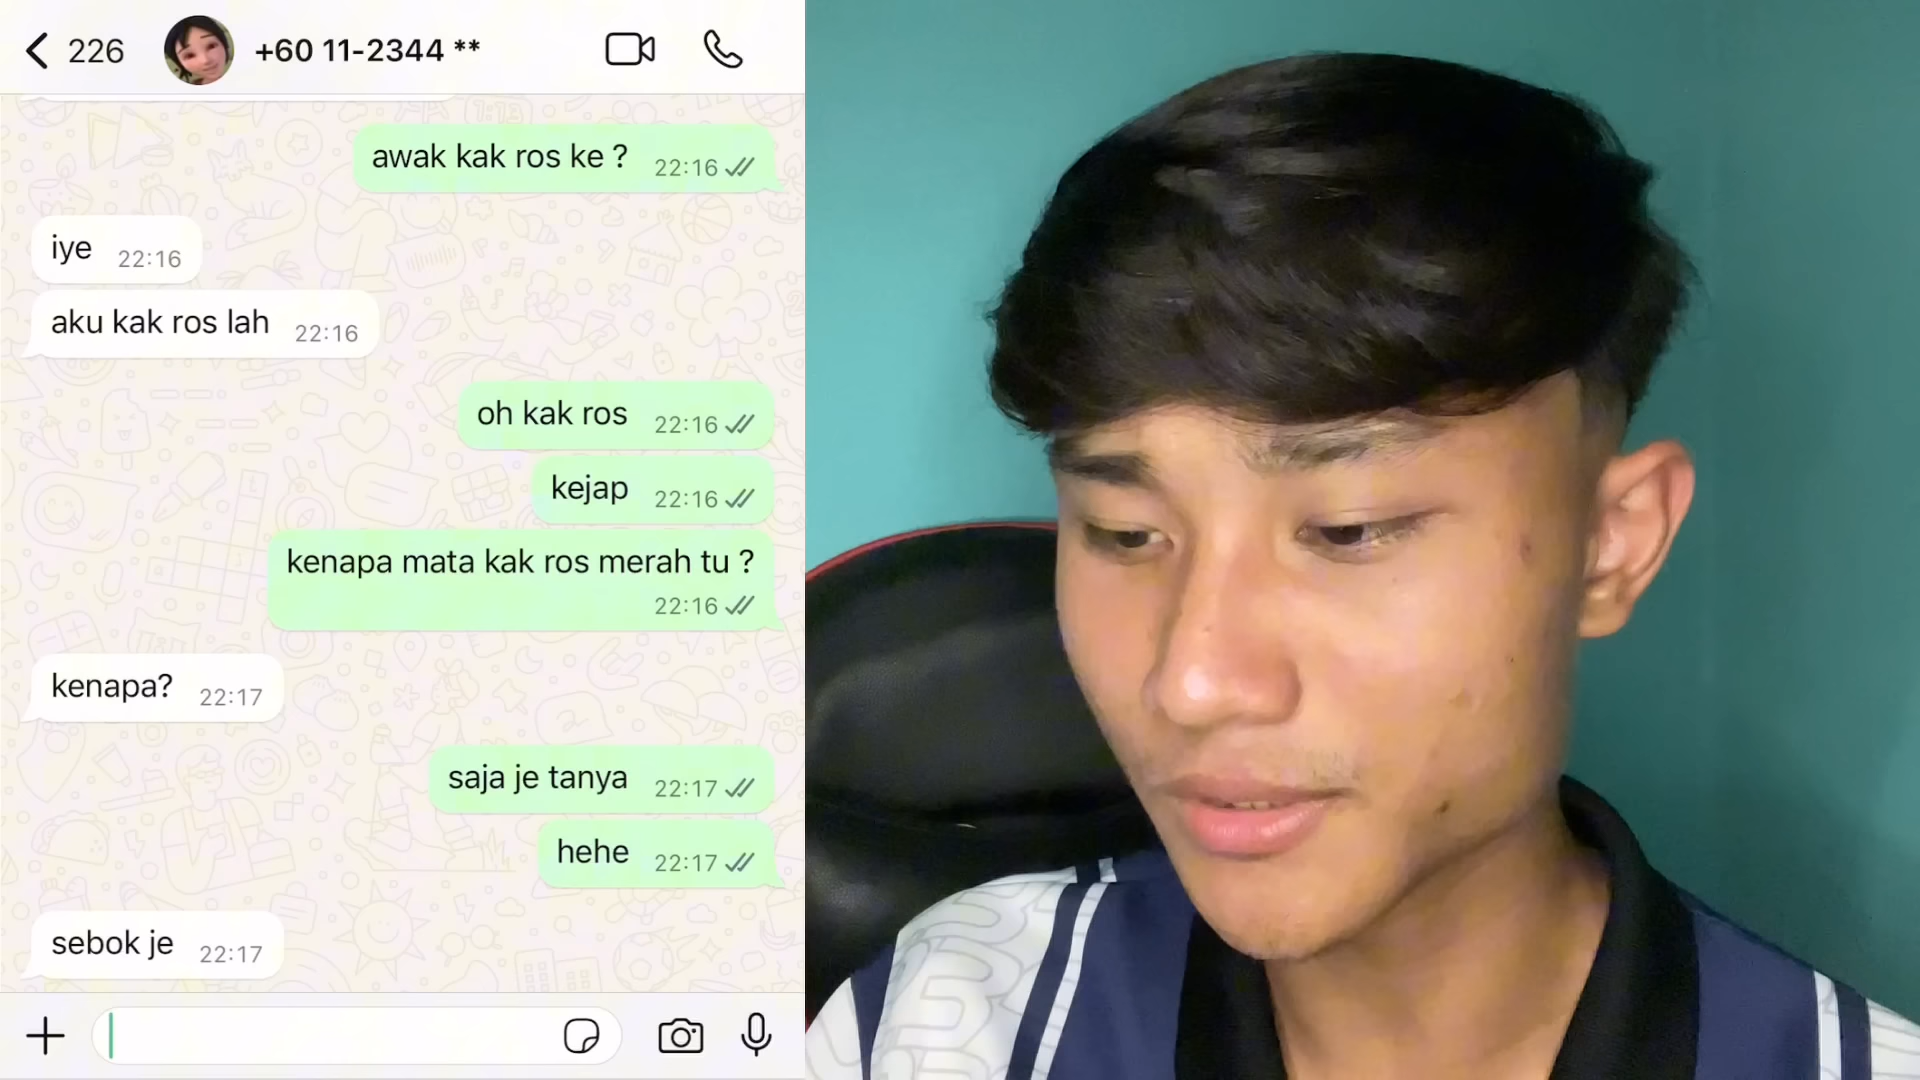 226
+60 11-2344 **
awak kak ros ke ? 22:16
iye 22:16
aku kak ros lah 22:16
oh kak ros 22:16
kejap 22:16
kenapa mata kak ros merah tu ?
22:16
kenapa? 22:17
saja je tanya 22:17
hehe 22:17
sebok je 22:17